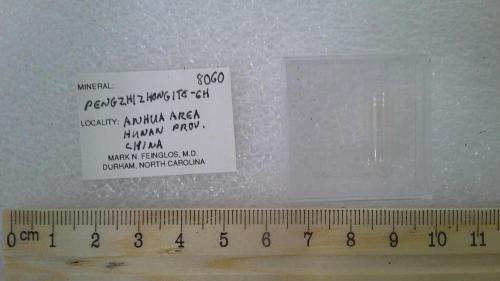 MINERAL: 8060
PENGZHIZHONGITE-6H
LOCALITY: ANHUA AREA
HUNAN PROV.
CHINA
MARK N. FEINGLOS, M.D.
DURHAM, NORTH CAROLINA
0 cm 1 2 3 4 5 6 7 8 9 10 11